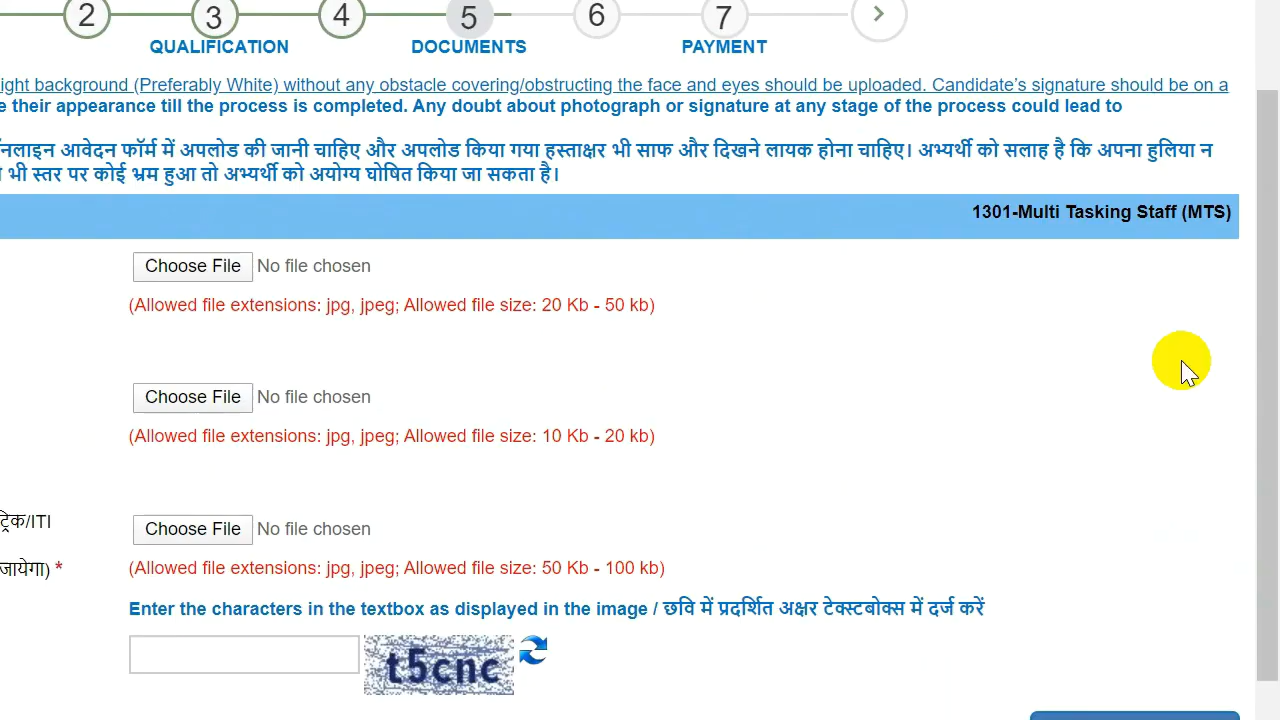 2 3 4 5 6 7
QUALIFICATION DOCUMENTS PAYMENT
ight background (Preferably White) without any obstacle covering/obstructing the face and eyes should be uploaded. Candidate's signature should be on a
e their appearance till the process is completed. Any doubt about photograph or signature at any stage of the process could lead to
नलाइन आवेदन फॉर्म में अपलोड की जानी चाहिए और अपलोड किया गया हस्ताक्षर भी साफ और दिखने लायक होना चाहिए। अभ्यर्थी को सलाह है कि अपना हुलिया न
भी स्तर पर कोई भ्रम हुआ तो अभ्यर्थी को अयोग्य घोषित किया जा सकता है।
1301-Multi Tasking Staff (MTS)
Choose File No file chosen
(Allowed file extensions: jpg, jpeg; Allowed file size: 20 Kb - 50 kb)
Choose File No file chosen
(Allowed file extensions: jpg, jpeg; Allowed file size: 10 Kb - 20 kb)
ट्रिक/ITI
Choose File No file chosen
जायेगा) *
(Allowed file extensions: jpg, jpeg; Allowed file size: 50 Kb - 100 kb)
Enter the characters in the textbox as displayed in the image / छवि में प्रदर्शित अक्षर टेक्स्टबोक्स में दर्ज करें
t5cnc